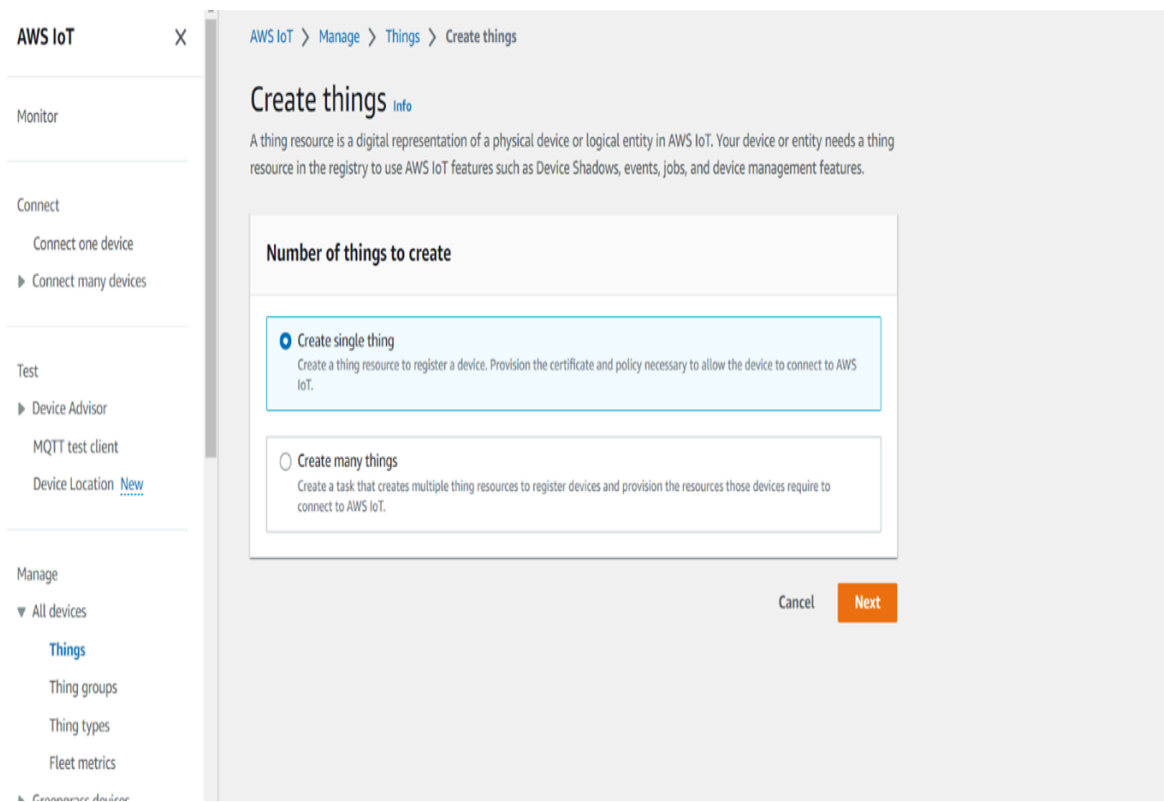 AWS IoT
Monitor
Connect
Connect one device
Connect many devices
Test
Device Advisor
MQTT test client
Device Location New
Manage
All devices
Things
Thing groups
Thing types
Fleet metrics
Greengrass devices
AWS IoT > Manage > Things > Create things
Create things Info
A thing resource is a digital representation of a physical device or logical entity in AWS IoT. Your device or entity needs a thing
resource in the registry to use AWS IoT features such as Device Shadows, events, jobs, and device management features.
Number of things to create
Create single thing
Create a thing resource to register a device. Provision the certificate and policy necessary to allow the device to connect to AWS
IoT.
Create many things
Create a task that creates multiple thing resources to register devices and provision the resources those devices require to
connect to AWS IoT.
Cancel
Next